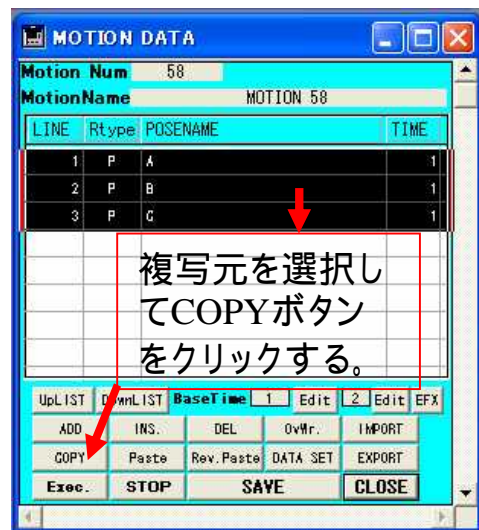 MOTION DATA
Motion Num 58
MotionName MOTION 58
LINE Rtype POSENAME TIME
1 P A 1
2 P B 1
3 P C 1
複写元を選択し
てCOPYボタン
をクリックする。
UpLIST DownLIST BaseTime 1 Edit 2 Edit EFX
ADD INS. DEL OvWr. IMPORT
COPY Paste Rev.Paste DATA SET EXPORT
Exec. STOP SAVE CLOSE